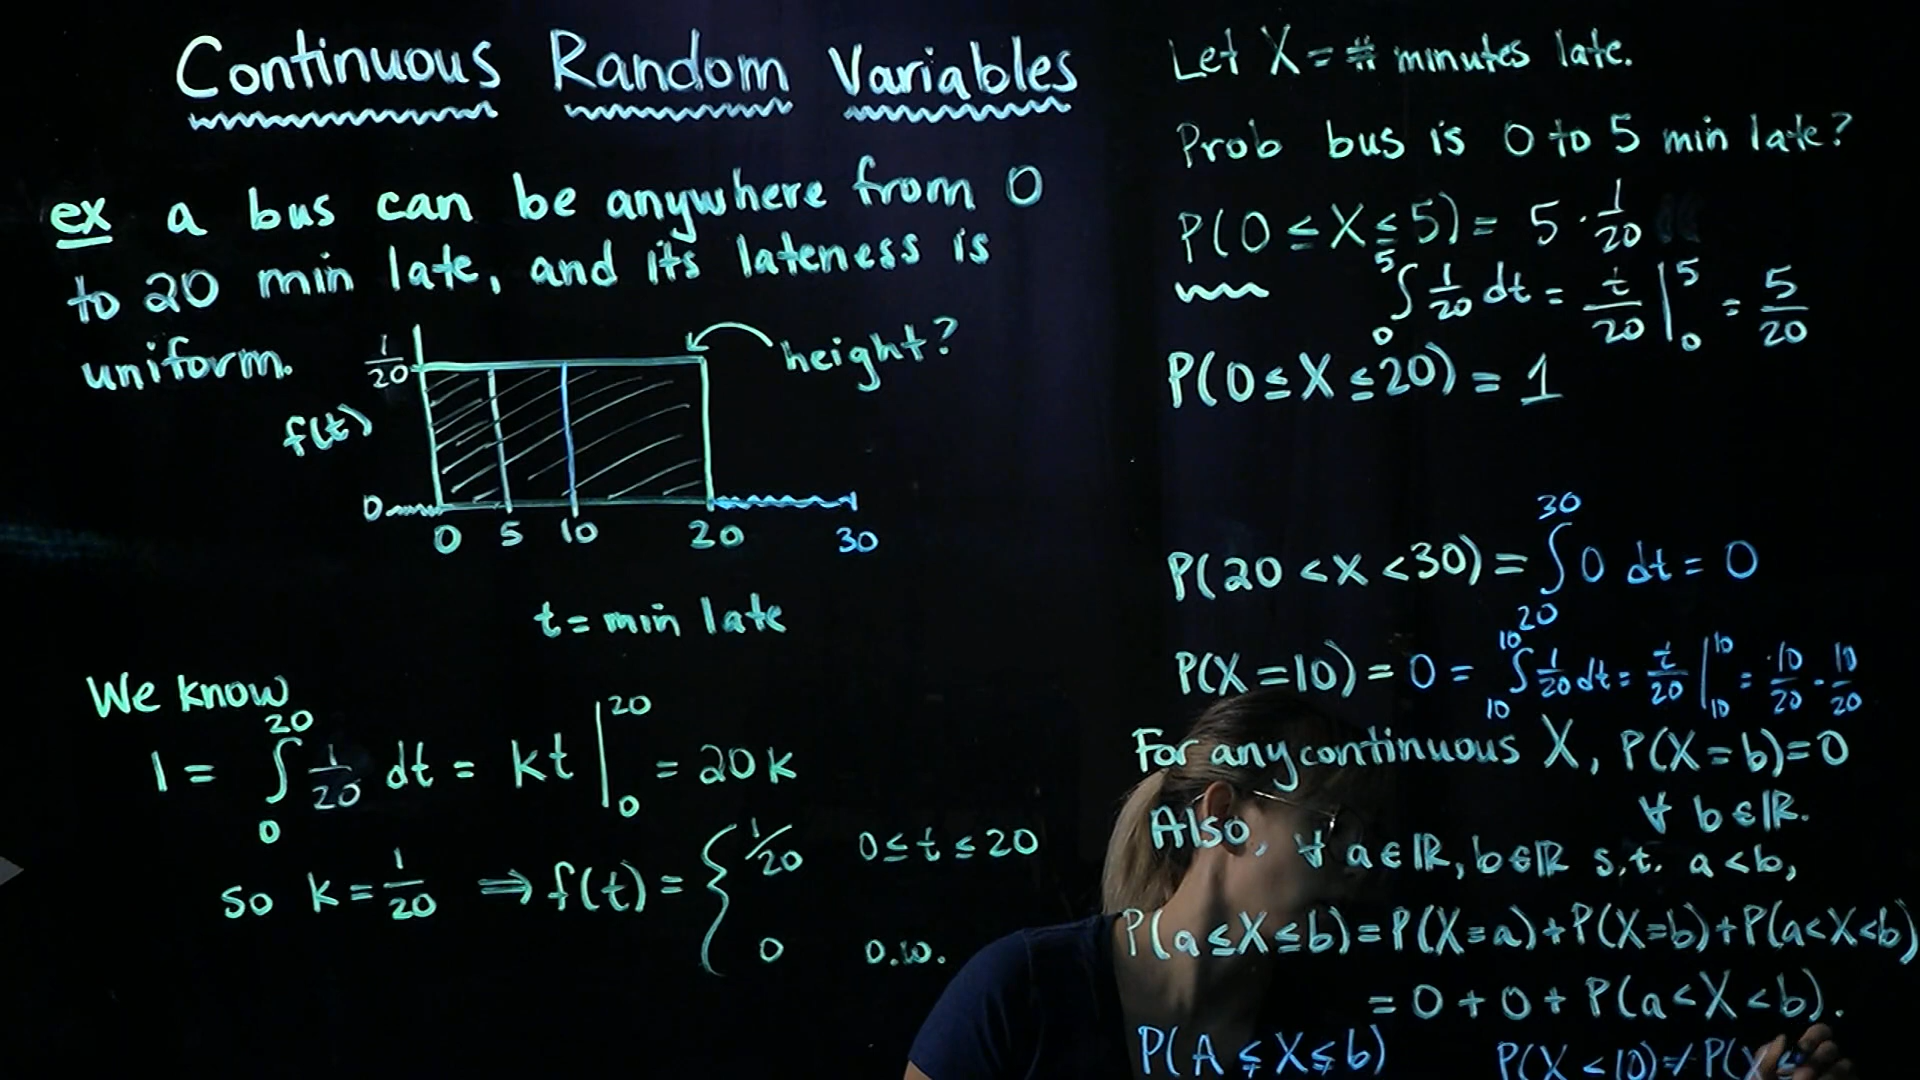 Continuous Random Variables
ex a bus can be anywhere from 0
to 20 min late, and its lateness is
uniform.
height?
1/20
f(t)
0
0 5 10 20 30
t = min late
We know
1 = ∫₀²⁰ 1/20 dt = kt |₀²⁰ = 20k
so k = 1/20 ⇒ f(t) = { 1/20 0 ≤ t ≤ 20
0 o.w.
Let X = # minutes late.
Prob bus is 0 to 5 min late?
P(0 ≤ X ≤ 5) = 5 · 1/20
∫₀⁵ 1/20 dt = t/20 |₀⁵ = 5/20
P(0 ≤ X ≤ 20) = 1
P(20 < X < 30) = ∫₂₀³⁰ 0 dt = 0
P(X = 10) = 0 = ∫₁₀¹⁰ 1/20 dt = t/20 |₁₀¹⁰ = 10/20 - 10/20
For any continuous X, P(X = b) = 0
∀ b ∈ ℝ.
Also, ∀ a ∈ ℝ, b ∈ ℝ s.t. a < b,
P(a ≤ X ≤ b) = P(X = a) + P(X = b) + P(a < X < b)
= 0 + 0 + P(a < X < b).
P(A ≨ X ≨ b)
P(X < 10) ≠ P(X